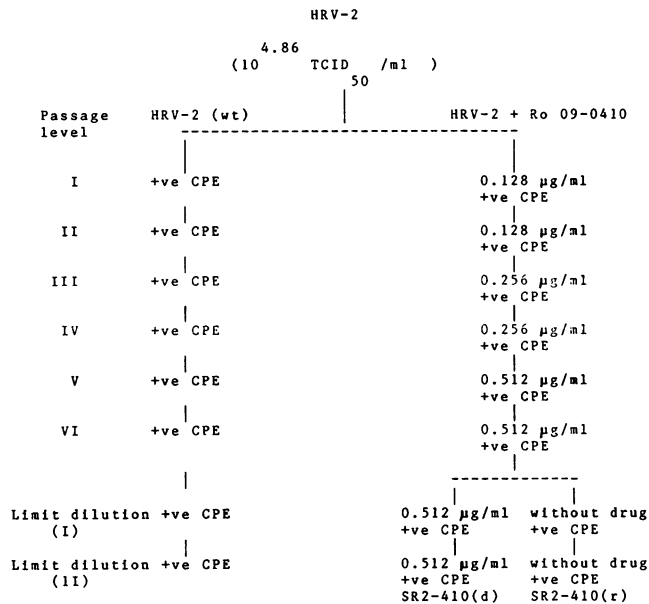 HRV-2
4.86
(10 TCID /ml )
50
Passage HRV-2 (wt) HRV-2 + Ro 09-0410
level
I +ve CPE 0.128 µg/ml
+ve CPE
II +ve CPE 0.128 µg/ml
+ve CPE
III +ve CPE 0.256 µg/ml
+ve CPE
IV +ve CPE 0.256 µg/ml
+ve CPE
V +ve CPE 0.512 µg/ml
+ve CPE
VI +ve CPE 0.512 µg/ml
+ve CPE
Limit dilution +ve CPE 0.512 µg/ml without drug
(I) +ve CPE +ve CPE
Limit dilution +ve CPE 0.512 µg/ml without drug
(lI) +ve CPE +ve CPE
SR2-410(d) SR2-410(r)